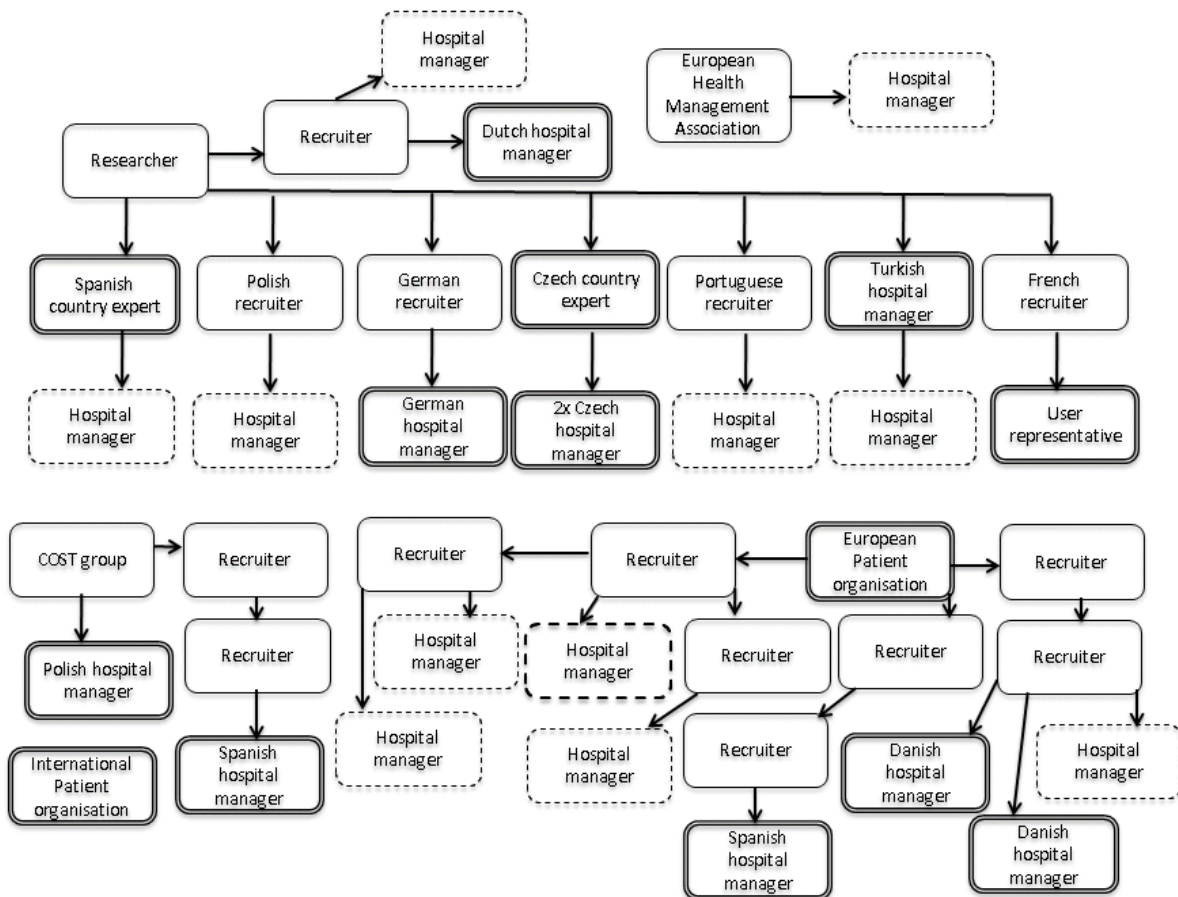 Hospital
manager
European
Health
Management
Association
Hospital
manager
Recruiter
Dutch hospital
manager
Researcher
Spanish
country expert
Polish
recruiter
German
recruiter
Czech country
expert
Portuguese
recruiter
Turkish
hospital
manager
French
recruiter
Hospital
manager
Hospital
manager
German
hospital
manager
2x Czech
hospital
manager
Hospital
manager
Hospital
manager
User
representative
COST group
Recruiter
Recruiter
Recruiter
European
Patient
organisation
Recruiter
Polish hospital
manager
Recruiter
Hospital
manager
Hospital
manager
Recruiter
Recruiter
Recruiter
International
Patient
organisation
Spanish
hospital
manager
Hospital
manager
Hospital
manager
Recruiter
Danish
hospital
manager
Hospital
manager
Spanish
hospital
manager
Danish
hospital
manager